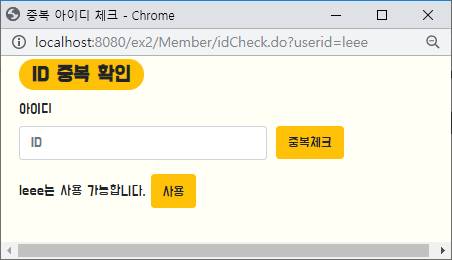 중복 아이디 체크 - Chrome
localhost:8080/ex2/Member/idCheck.do?userid=leee
ID 중복 확인
아이디
ID 중복체크
leee는 사용 가능합니다. 사용